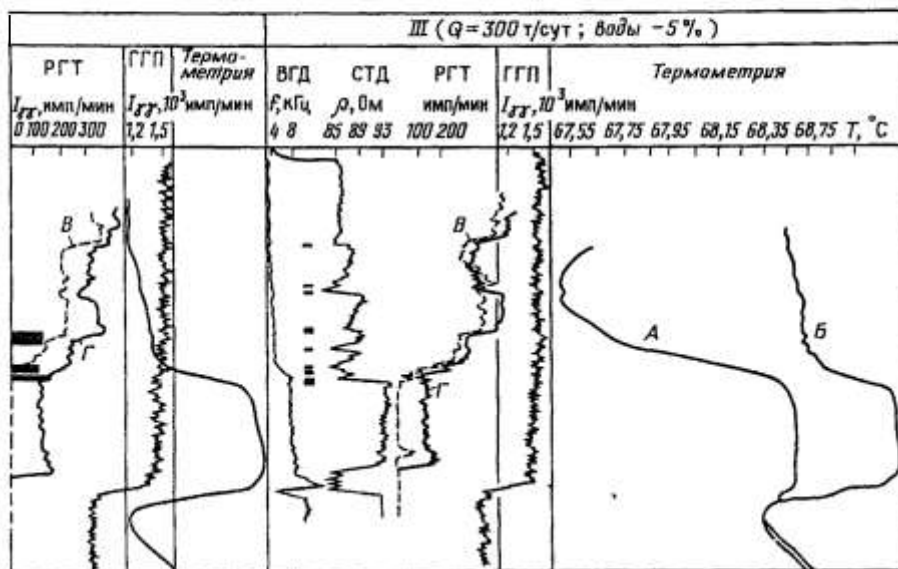 III (Q=300 т/сут; воды -5%)
РГТ ГГП Термо-
метрия ВГД СТД РГТ ГГП Термометрия
Iγγ, имп/мин Iγγ, 10³ имп/мин f, кГц ρ, Ом имп/мин Iγγ, 10³ имп/мин
0 100 200 300 1,2 1,5 4 8 85 89 93 100 200 1,2 1,5 67,55 67,75 67,95 68,15 68,35 68,75 T, °C
В В
А Б
Г Г